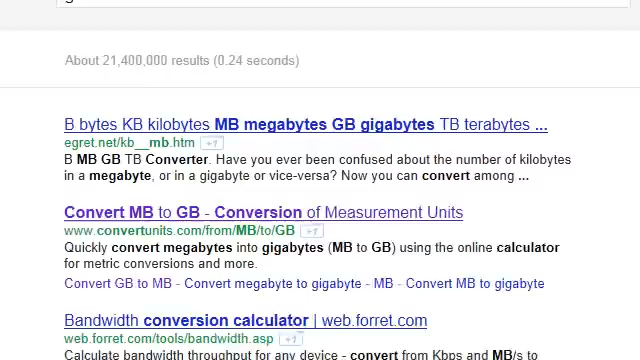 About 21,400,000 results (0.24 seconds)
B bytes KB kilobytes MB megabytes GB gigabytes TB terabytes ...
egret.net/kb__mb.htm +1
B MB GB TB Converter. Have you ever been confused about the number of kilobytes
in a megabyte, or in a gigabyte or vice-versa? Now you can convert among ...
Convert MB to GB - Conversion of Measurement Units
www.convertunits.com/from/MB/to/GB +1
Quickly convert megabytes into gigabytes (MB to GB) using the online calculator
for metric conversions and more.
Convert GB to MB - Convert megabyte to gigabyte - MB - Convert MB to gigabyte
Bandwidth conversion calculator | web.forret.com
web.forret.com/tools/bandwidth.asp +1
Calculate bandwidth throughput for any device - convert from Kbps and MB/s to